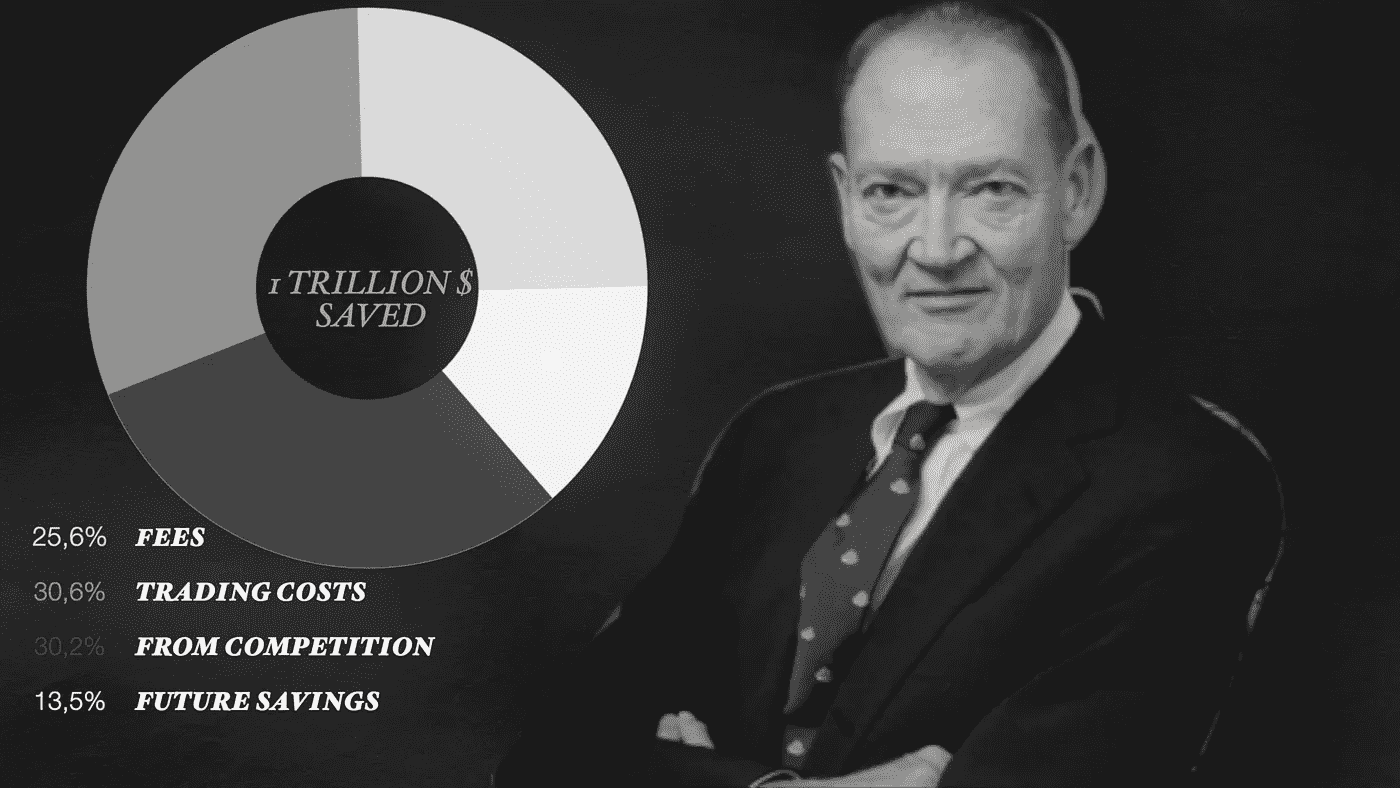 1 TRILLION $
SAVED
25,6% FEES
30,6% TRADING COSTS
30,2% FROM COMPETITION
13,5% FUTURE SAVINGS